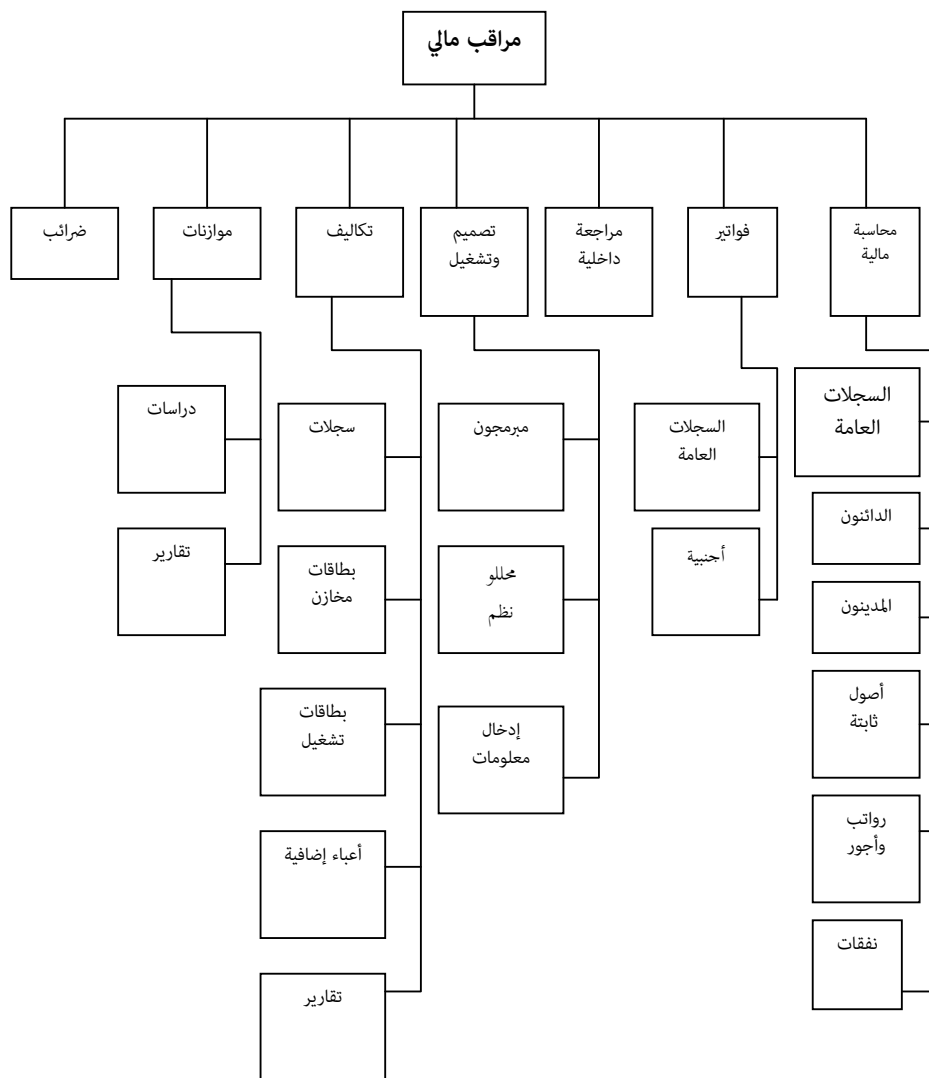 مراقب مالي
محاسبة
مالية
فواتير
مراجعة
داخلية
تصميم
وتشغيل
تكاليف
موازنات
ضرائب
السجلات
العامة
الدائنون
المدينون
أصول
ثابتة
رواتب
وأجور
نفقات
السجلات
العامة
أجنبية
مبرمجون
محللو
نظم
إدخال
معلومات
سجلات
بطاقات
مخازن
بطاقات
تشغيل
أعباء إضافية
تقارير
دراسات
تقارير